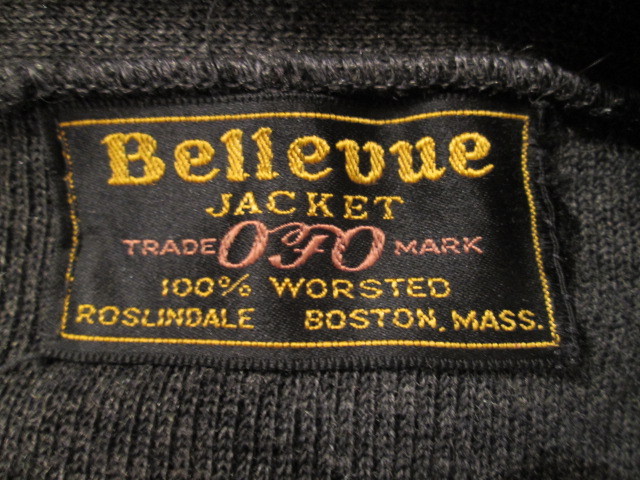 Bellevue
JACKET
TRADE OFO MARK
100% WORSTED
ROSLINDALE BOSTON, MASS.